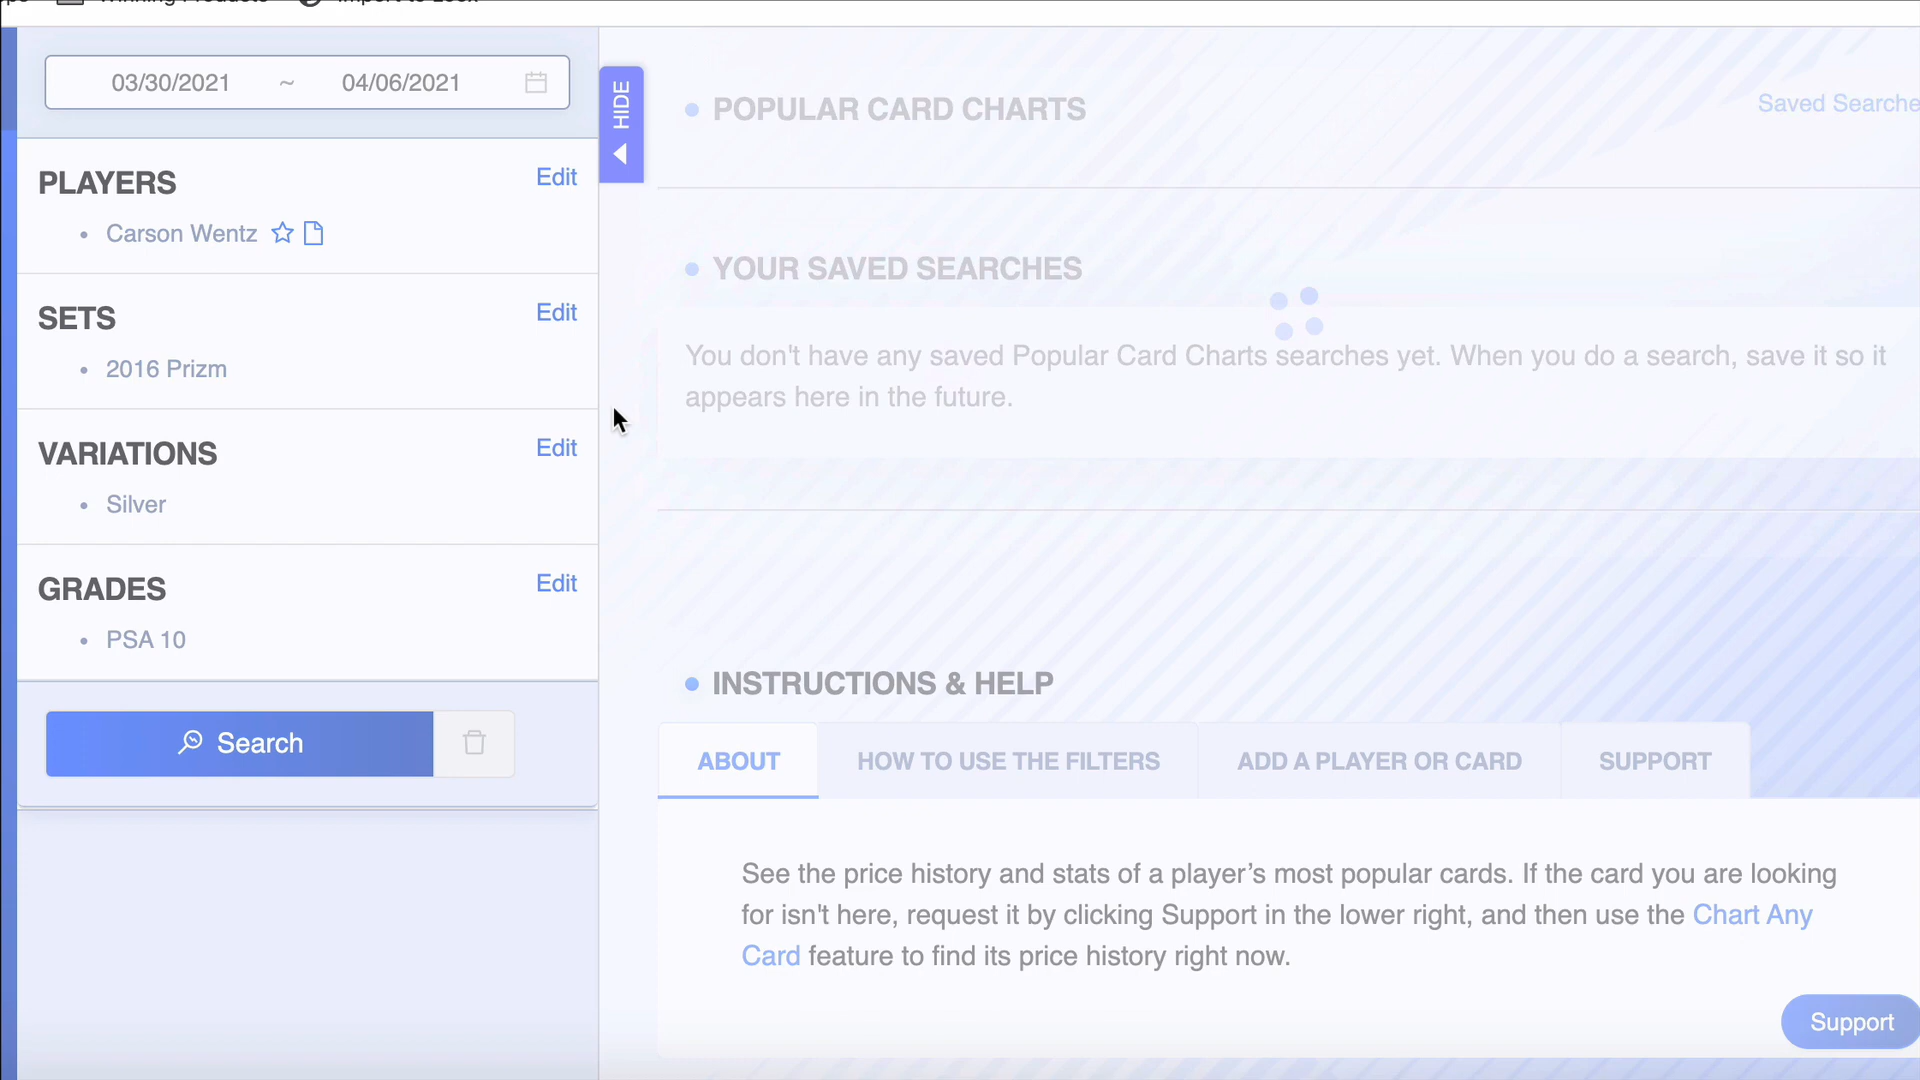 03/30/2021 ~ 04/06/2021
HIDE
POPULAR CARD CHARTS
Saved Searche
PLAYERS
Edit
Carson Wentz
YOUR SAVED SEARCHES
SETS
Edit
2016 Prizm
You don't have any saved Popular Card Charts searches yet. When you do a search, save it so it
appears here in the future.
VARIATIONS
Edit
Silver
GRADES
Edit
PSA 10
Search
INSTRUCTIONS & HELP
ABOUT
HOW TO USE THE FILTERS
ADD A PLAYER OR CARD
SUPPORT
See the price history and stats of a player’s most popular cards. If the card you are looking
for isn't here, request it by clicking Support in the lower right, and then use the Chart Any
Card feature to find its price history right now.
Support